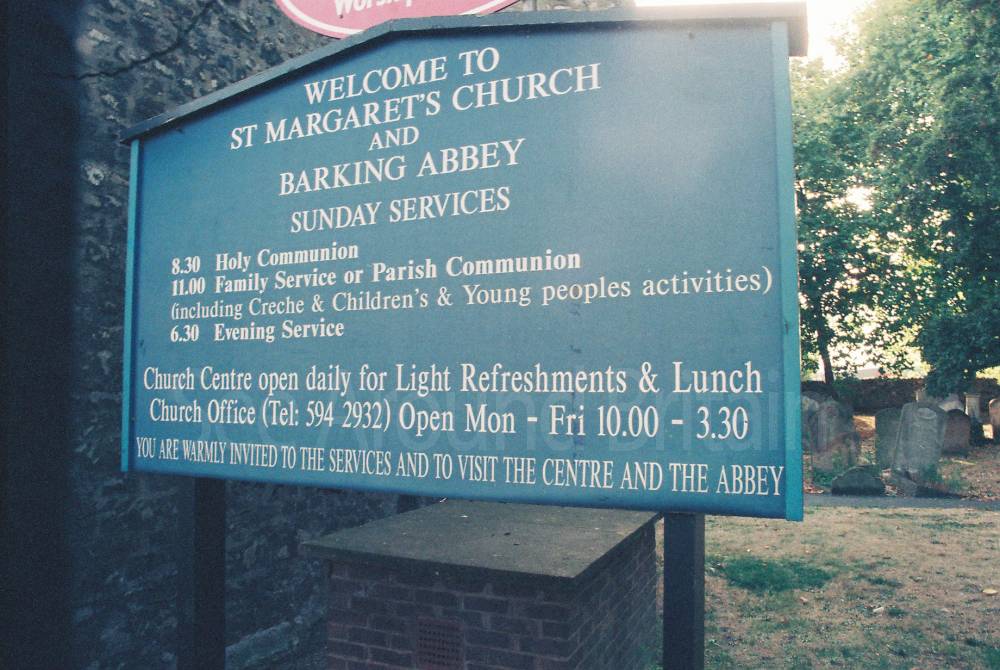 Worship
WELCOME TO
ST MARGARET'S CHURCH
AND
BARKING ABBEY
SUNDAY SERVICES
8.30 Holy Communion
11.00 Family Service or Parish Communion
(including Creche & Children's & Young peoples activities)
6.30 Evening Service
Church Centre open daily for Light Refreshments & Lunch
Church Office (Tel: 594 2932) Open Mon - Fri 10.00 - 3.30
YOU ARE WARMLY INVITED TO THE SERVICES AND TO VISIT THE CENTRE AND THE ABBEY